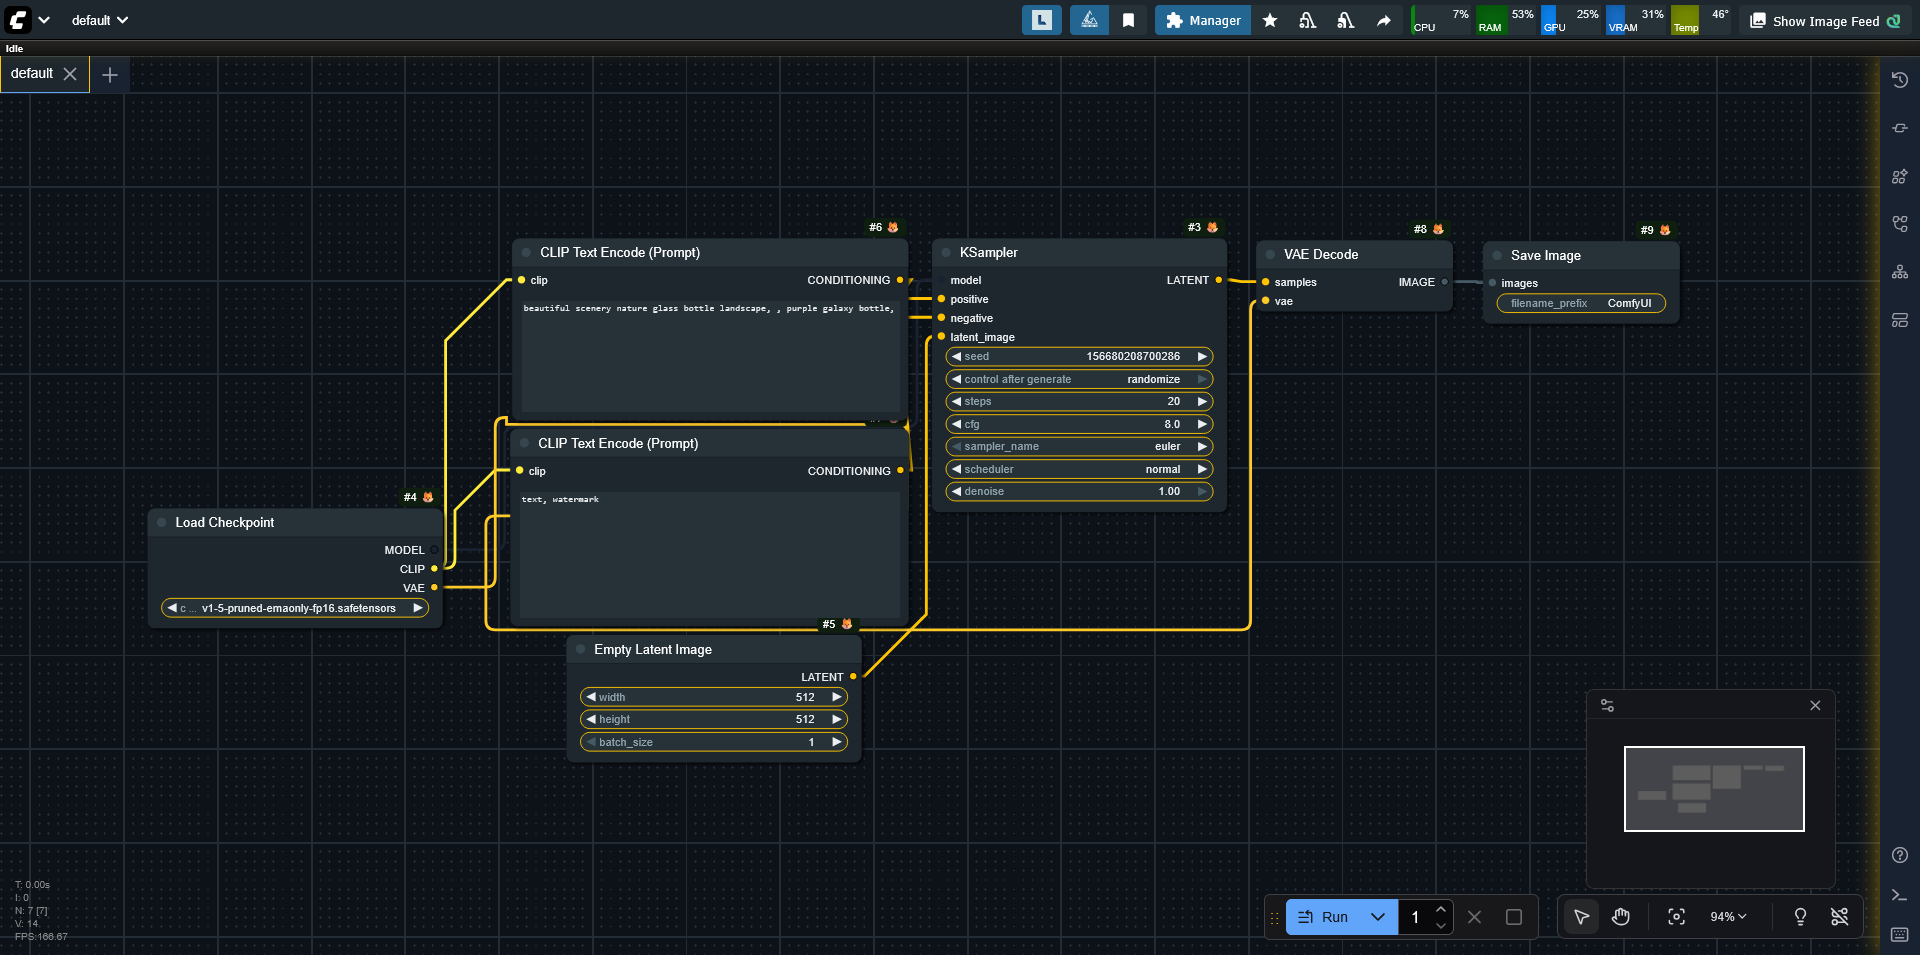 default
Manager
CPU 7%
RAM 53%
GPU 25%
VRAM 31%
Temp 46°
Show Image Feed
Idle
default
#6
CLIP Text Encode (Prompt)
clip CONDITIONING
beautiful scenery nature glass bottle landscape, , purple galaxy bottle,
CLIP Text Encode (Prompt)
clip CONDITIONING
text, watermark
#4
Load Checkpoint
MODEL
CLIP
VAE
c ... v1-5-pruned-emaonly-fp16.safetensors
#5
Empty Latent Image
LATENT
width 512
height 512
batch_size 1
#3
KSampler
model LATENT
positive
negative
latent_image
seed 156680208700286
control after generate randomize
steps 20
cfg 8.0
sampler_name euler
scheduler normal
denoise 1.00
#8
VAE Decode
samples IMAGE
vae
#9
Save Image
images
filename_prefix ComfyUI
T: 0.00s
I: 0
N: 7 [7]
V: 14
FPS:166.67
Run 1
94%